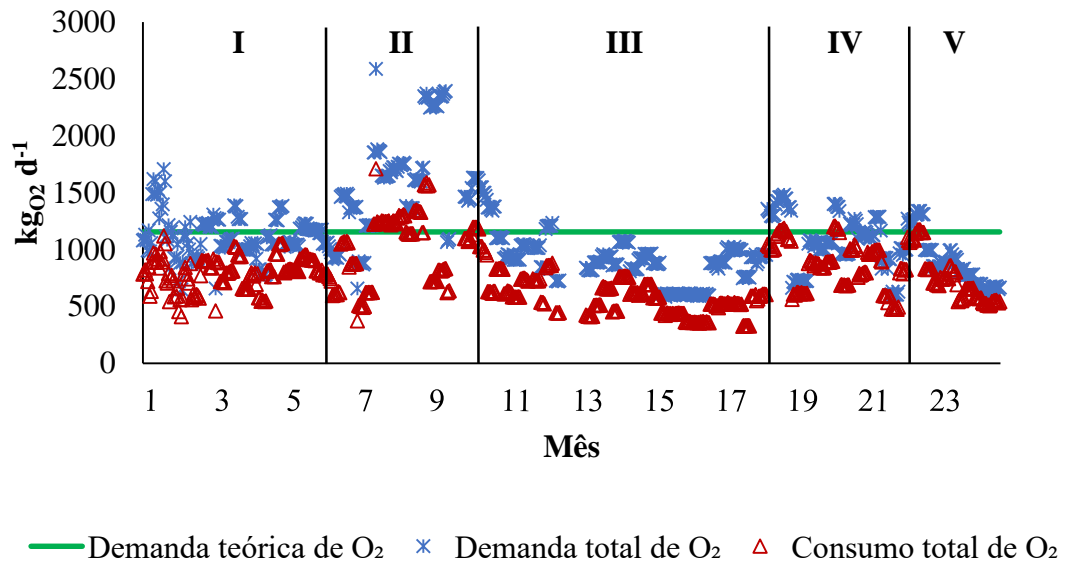 3000
2500
2000
1500
1000
500
0
kg_O2 d⁻¹
I II III IV V
1 3 5 7 9 11 13 15 17 19 21 23
Mês
Demanda teórica de O₂ Demanda total de O₂ Consumo total de O₂